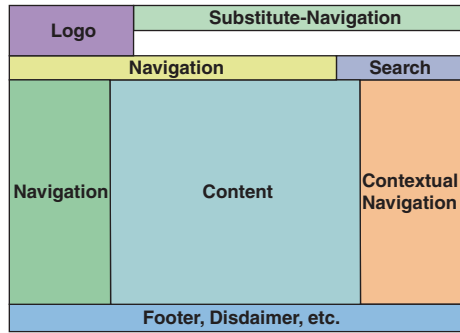 Logo
Substitute-Navigation
Navigation
Search
Navigation
Content
Contextual
Navigation
Footer, Disdaimer, etc.